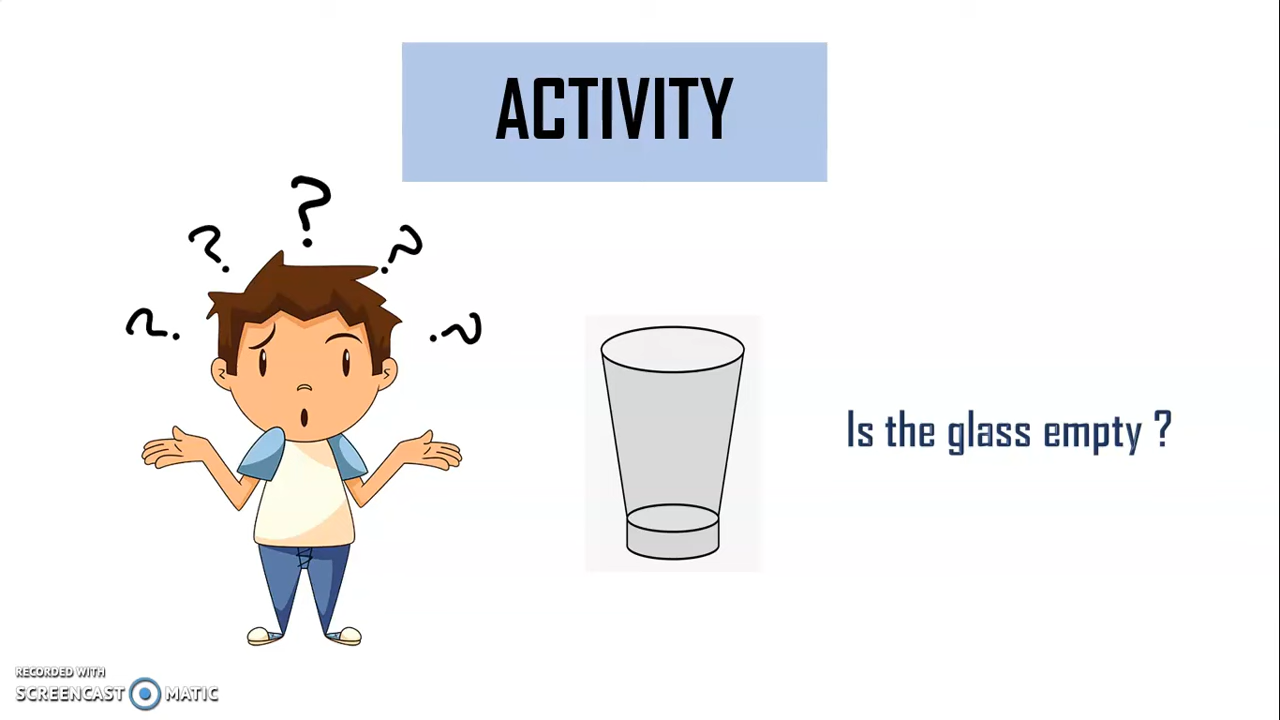 ACTIVITY
? ? ? ? ?
Is the glass empty ?
RECORDED WITH
SCREENCAST MATIC